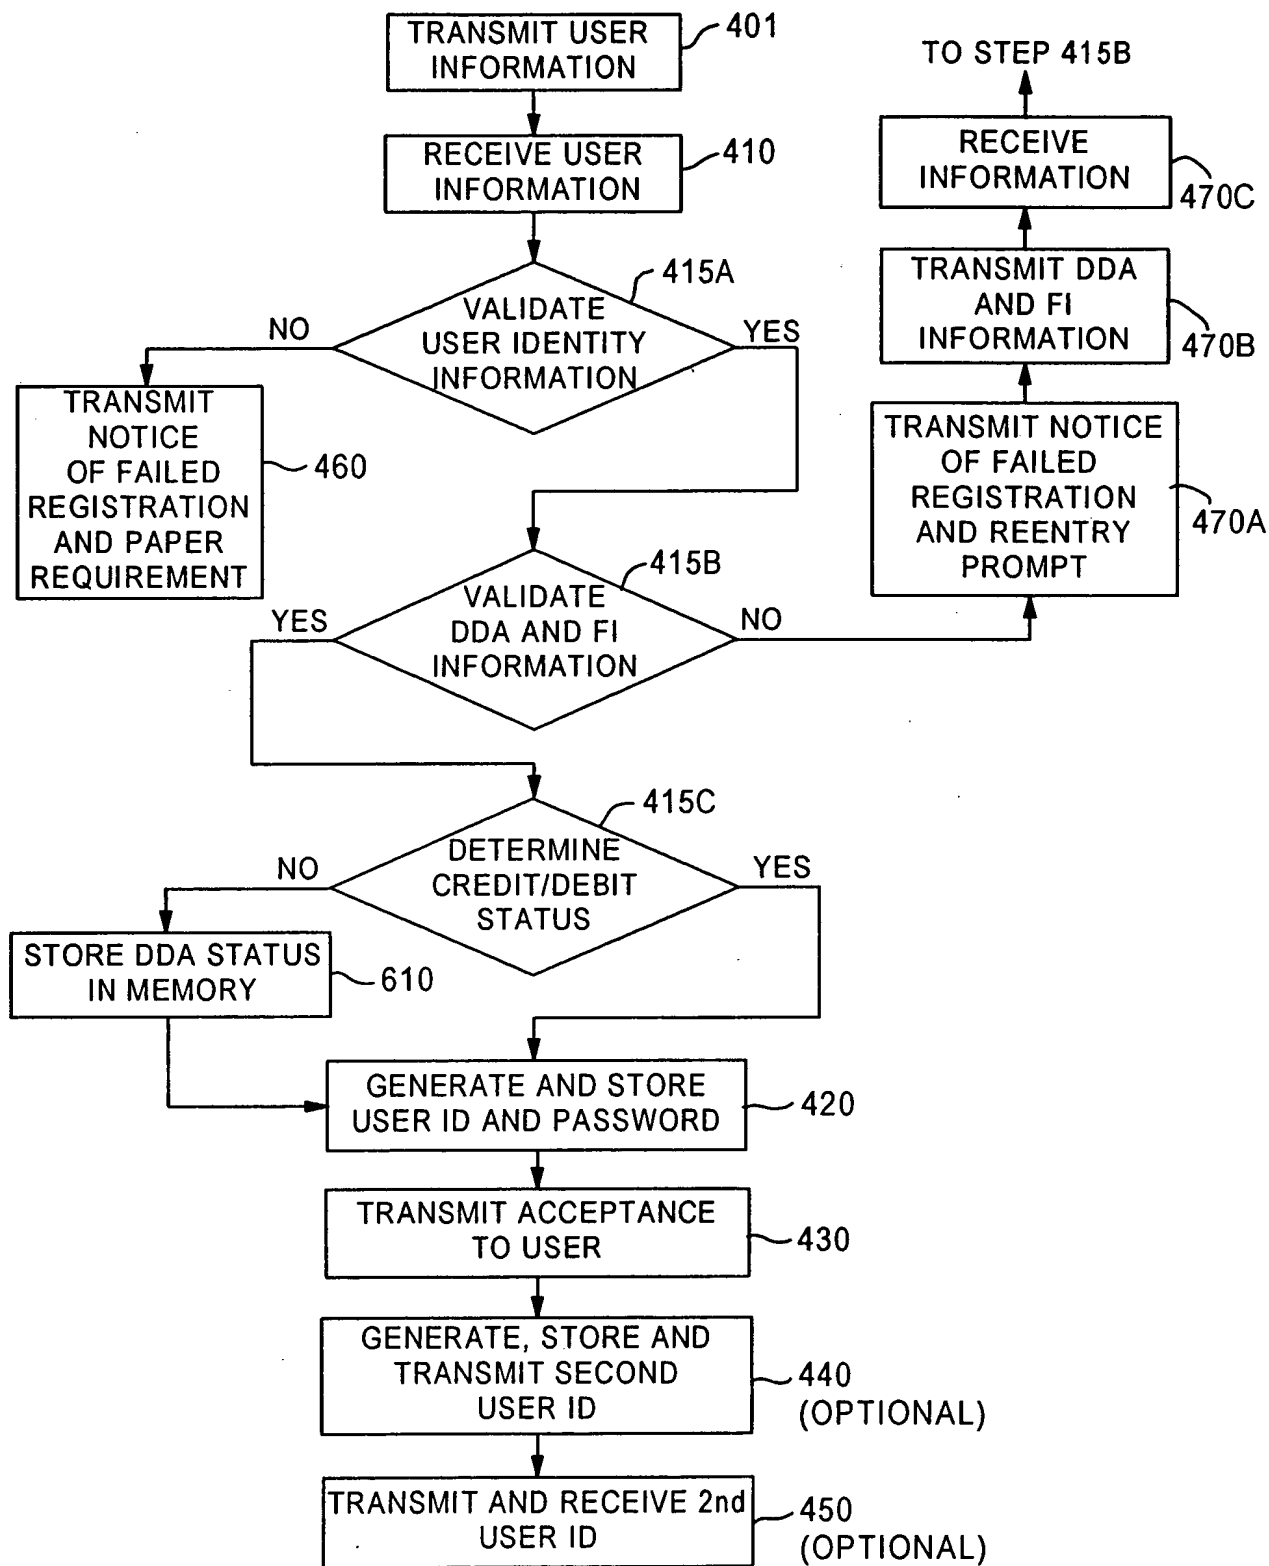 TRANSMIT USER
INFORMATION
401
RECEIVE USER
INFORMATION
410
VALIDATE
USER IDENTITY
INFORMATION
415A
NO
YES
TRANSMIT
NOTICE
OF FAILED
REGISTRATION
AND PAPER
REQUIREMENT
460
VALIDATE
DDA AND FI
INFORMATION
415B
YES
NO
TO STEP 415B
RECEIVE
INFORMATION
470C
TRANSMIT DDA
AND FI
INFORMATION
470B
TRANSMIT NOTICE
OF FAILED
REGISTRATION
AND REENTRY
PROMPT
470A
DETERMINE
CREDIT/DEBIT
STATUS
415C
NO
YES
STORE DDA STATUS
IN MEMORY
610
GENERATE AND STORE
USER ID AND PASSWORD
420
TRANSMIT ACCEPTANCE
TO USER
430
GENERATE, STORE AND
TRANSMIT SECOND
USER ID
440
(OPTIONAL)
TRANSMIT AND RECEIVE 2nd
USER ID
450
(OPTIONAL)